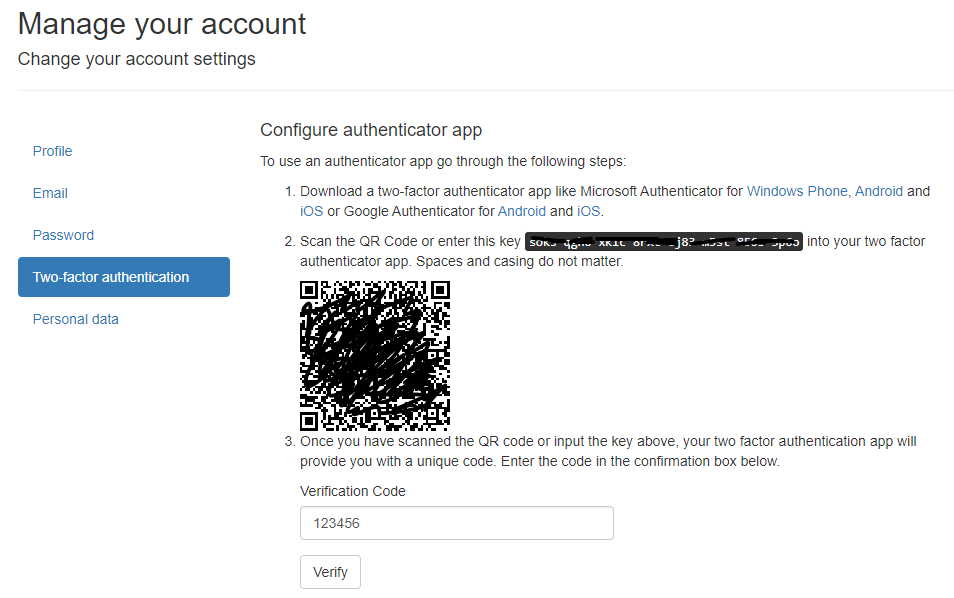 Manage your account
Change your account settings
Profile
Email
Password
Two-factor authentication
Personal data
Configure authenticator app
To use an authenticator app go through the following steps:
1. Download a two-factor authenticator app like Microsoft Authenticator for Windows Phone, Android and
iOS or Google Authenticator for Android and iOS.
2. Scan the QR Code or enter this key into your two factor
authenticator app. Spaces and casing do not matter.
3. Once you have scanned the QR code or input the key above, your two factor authentication app will
provide you with a unique code. Enter the code in the confirmation box below.
Verification Code
123456
Verify